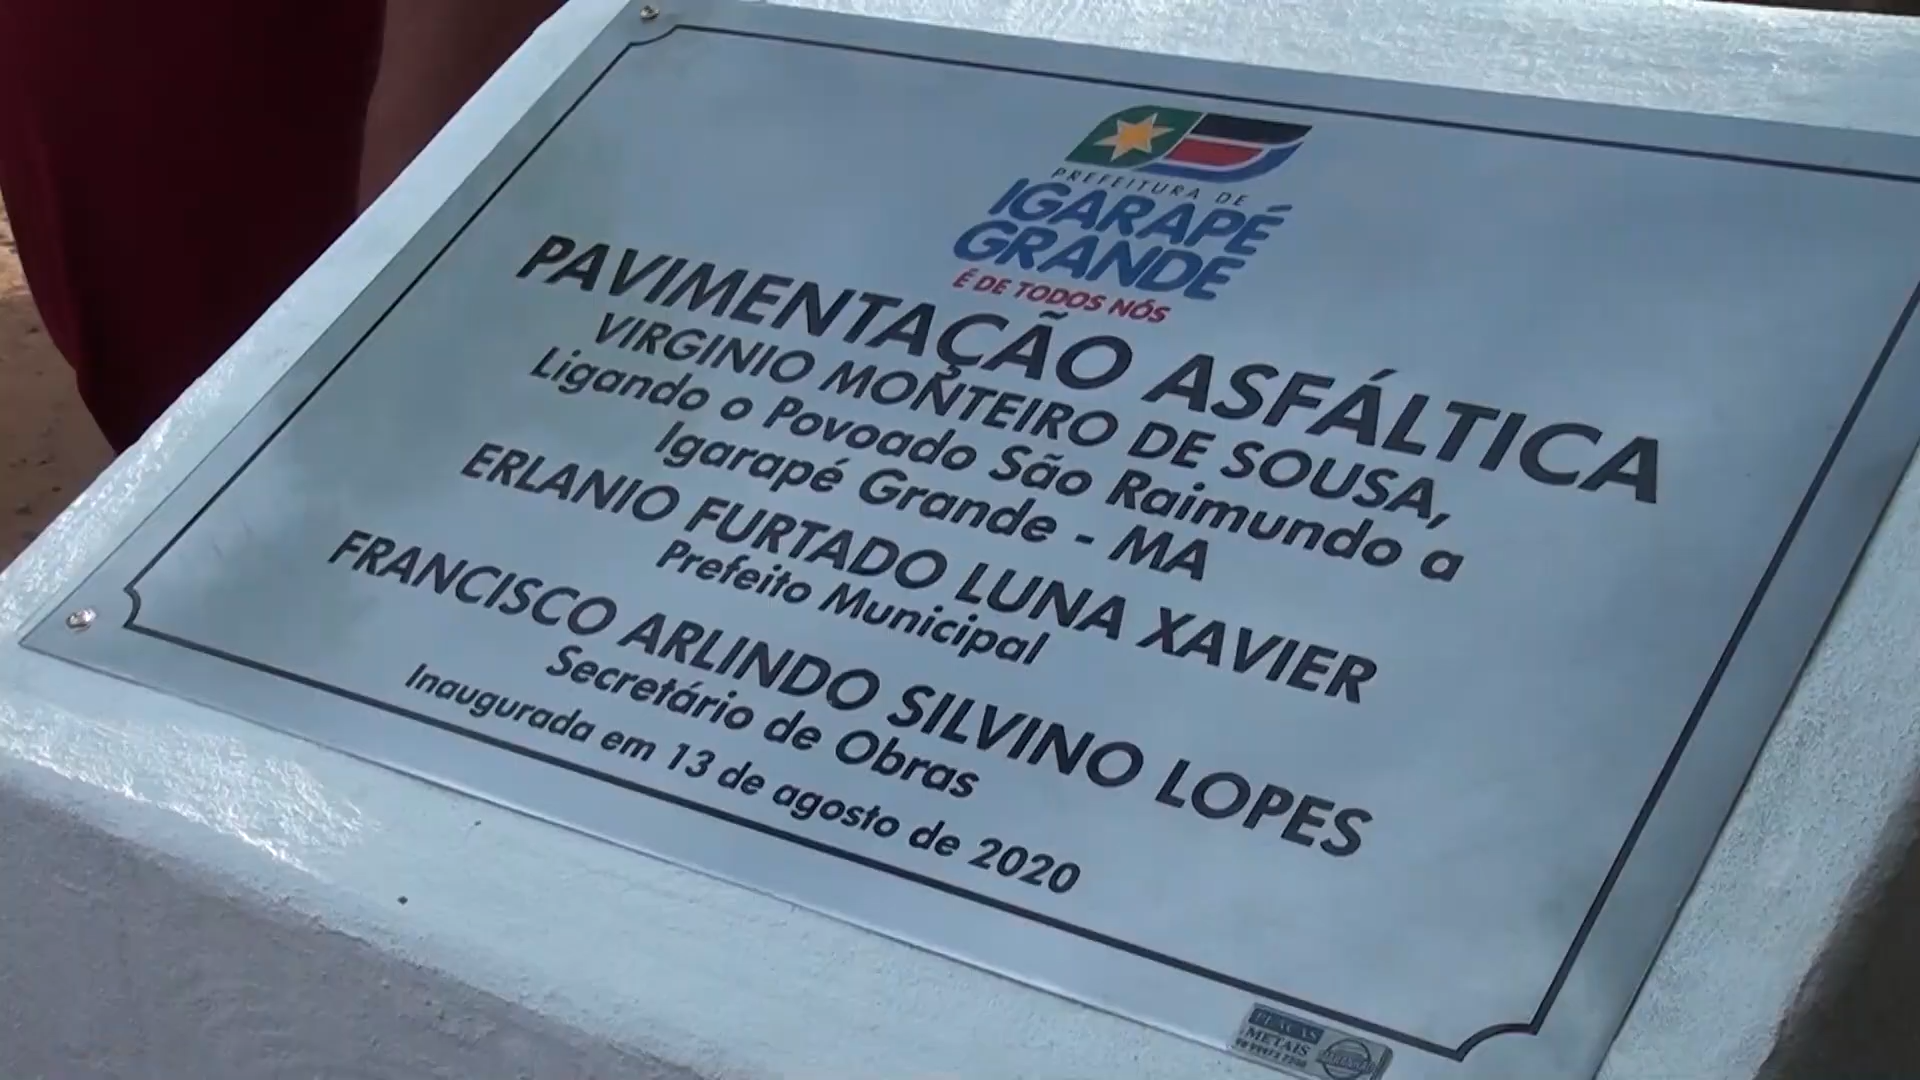 PREFEITURA DE
IGARAPÉ
GRANDE
É DE TODOS NÓS
PAVIMENTAÇÃO ASFÁLTICA
VIRGINIO MONTEIRO DE SOUSA,
Ligando o Povoado São Raimundo a
Igarapé Grande - MA
ERLANIO FURTADO LUNA XAVIER
Prefeito Municipal
FRANCISCO ARLINDO SILVINO LOPES
Secretário de Obras
Inaugurada em 13 de agosto de 2020
PLACAS
METAIS